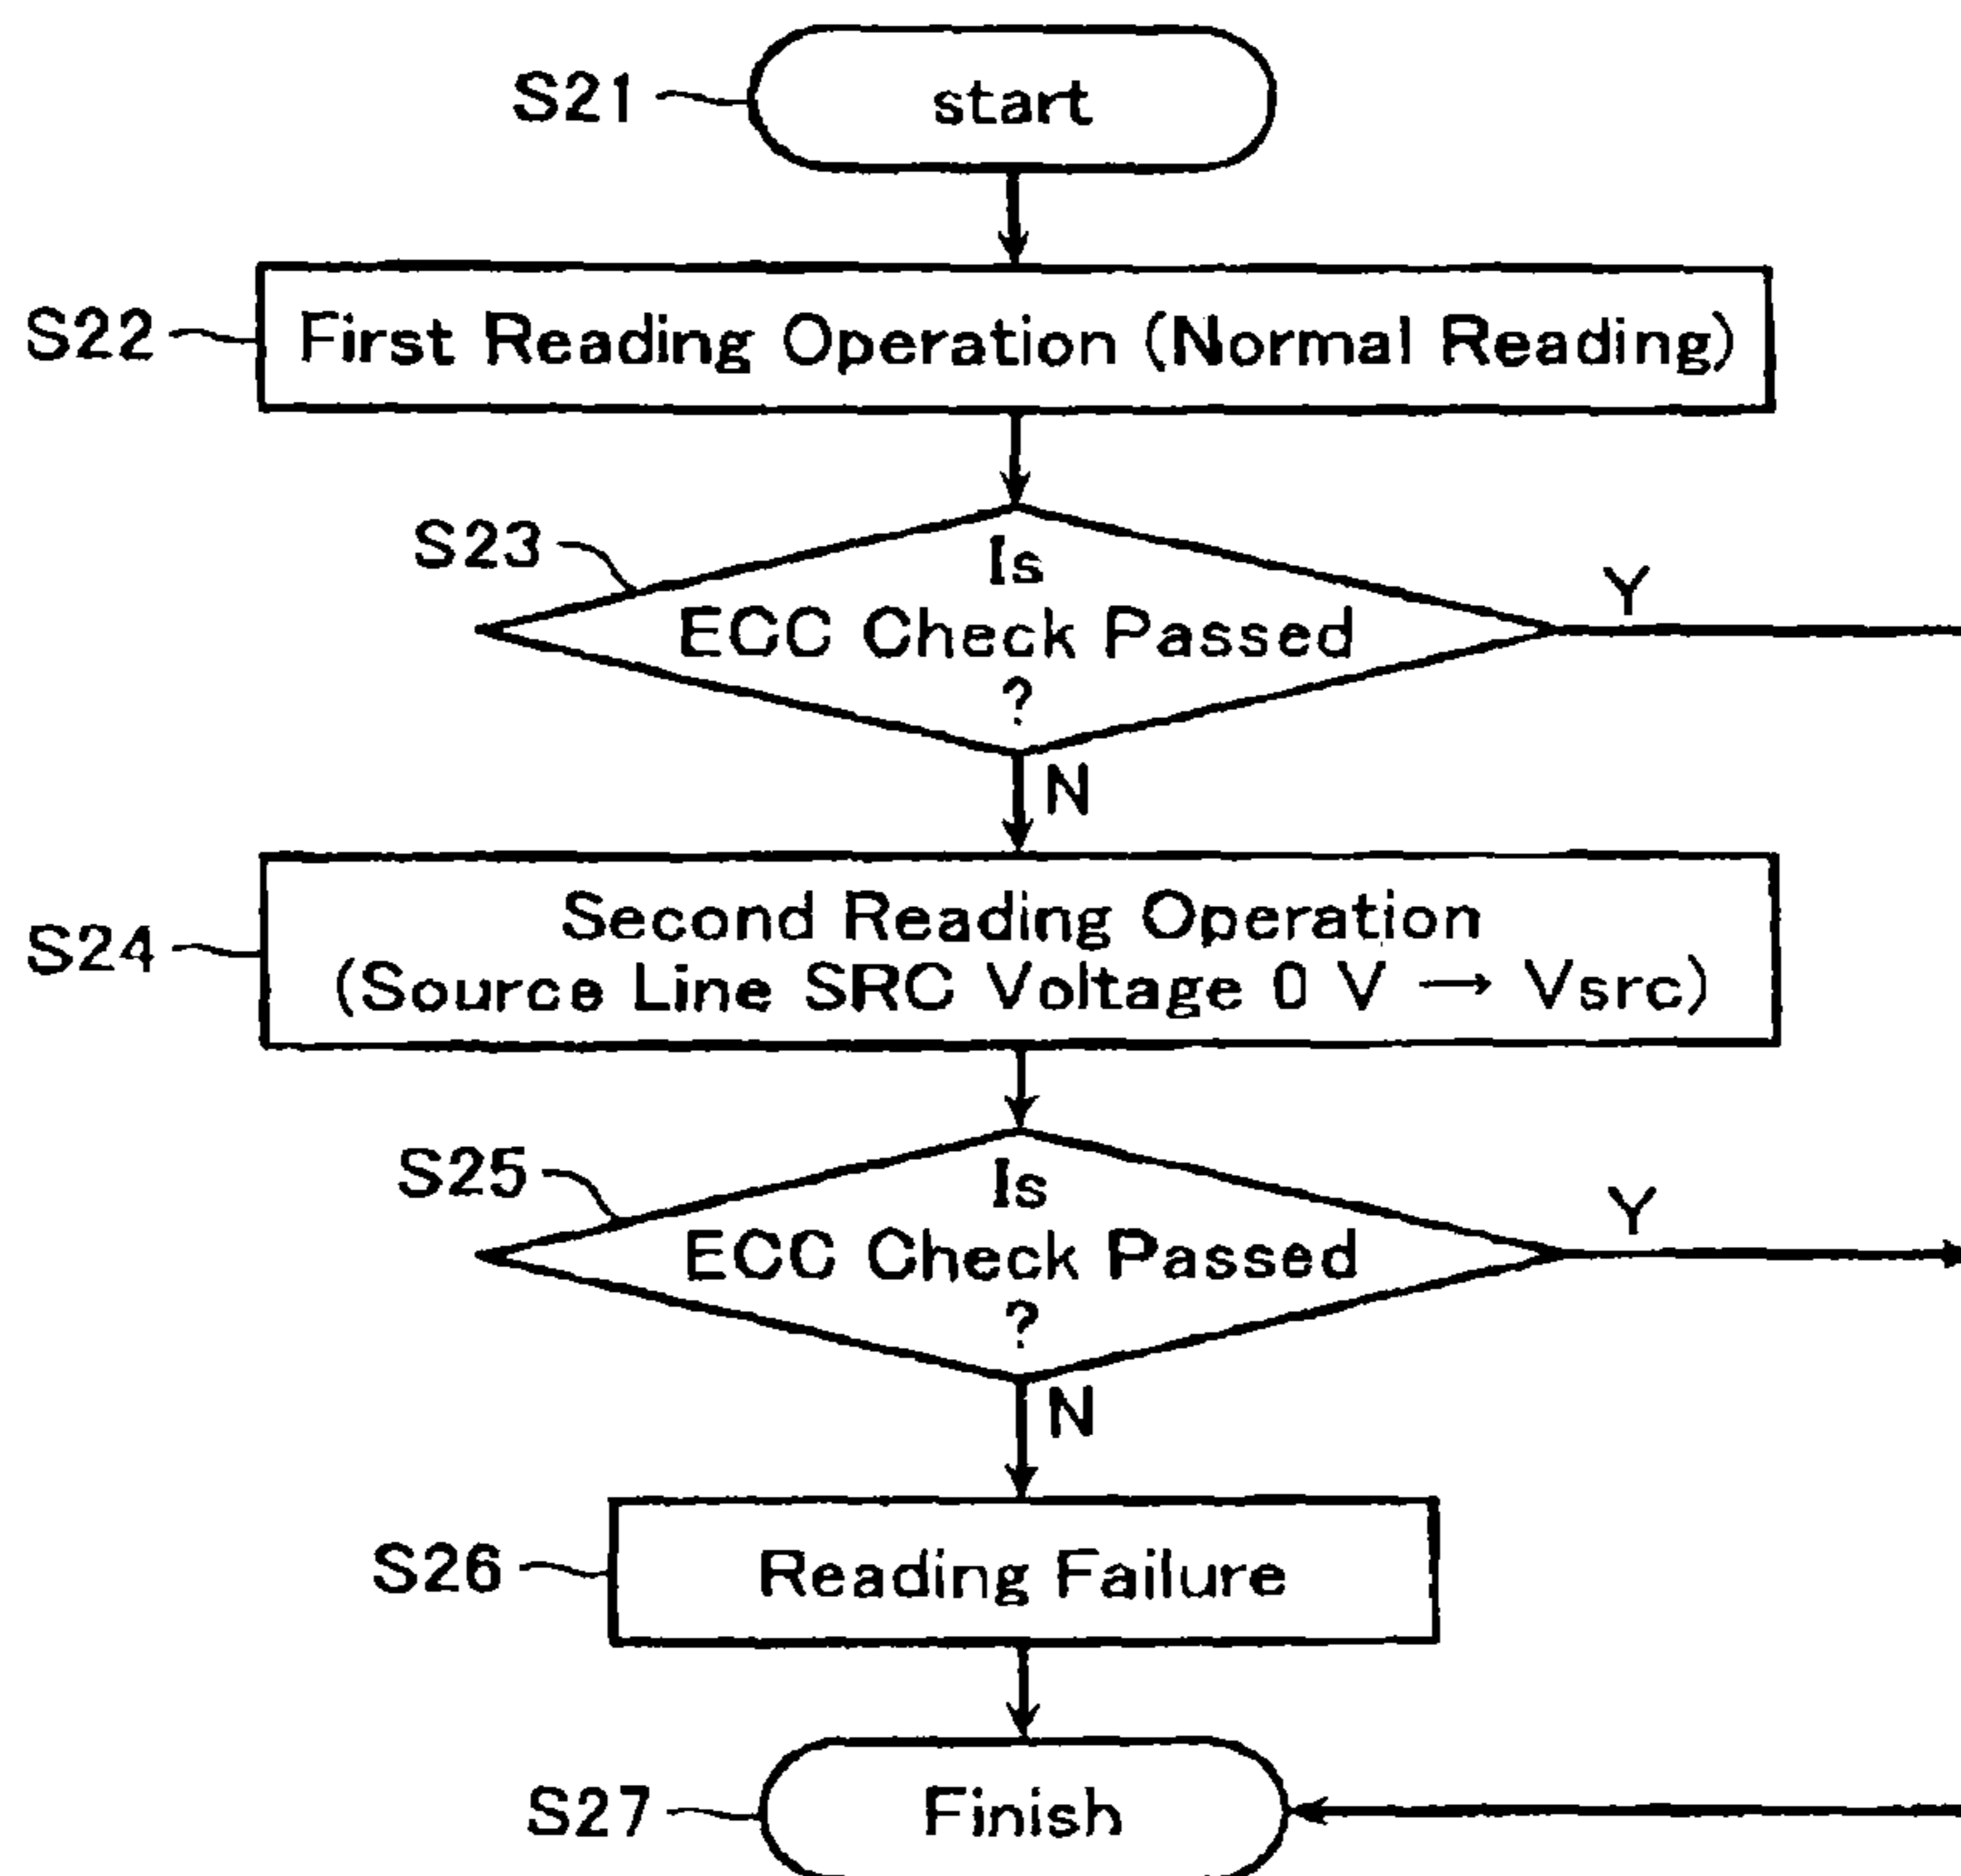 S21
start
S22
First Reading Operation (Normal Reading)
S23
Is
ECC Check Passed
?
Y
N
S24
Second Reading Operation
(Source Line SRC Voltage 0 V → Vsrc)
S25
Is
ECC Check Passed
?
Y
N
S26
Reading Failure
S27
Finish